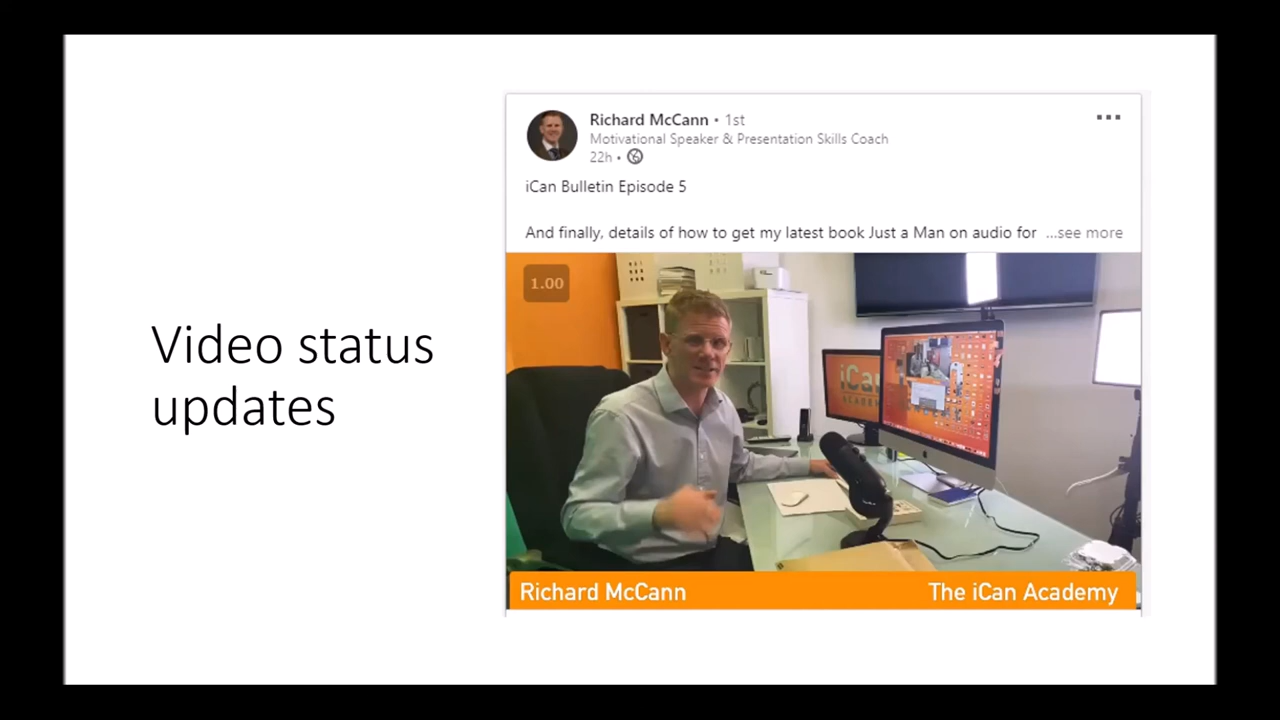 Video status
updates
Richard McCann • 1st
Motivational Speaker & Presentation Skills Coach
22h •
iCan Bulletin Episode 5
And finally, details of how to get my latest book Just a Man on audio for ...see more
1.00
iCan
ACADEMY
Richard McCann
The iCan Academy